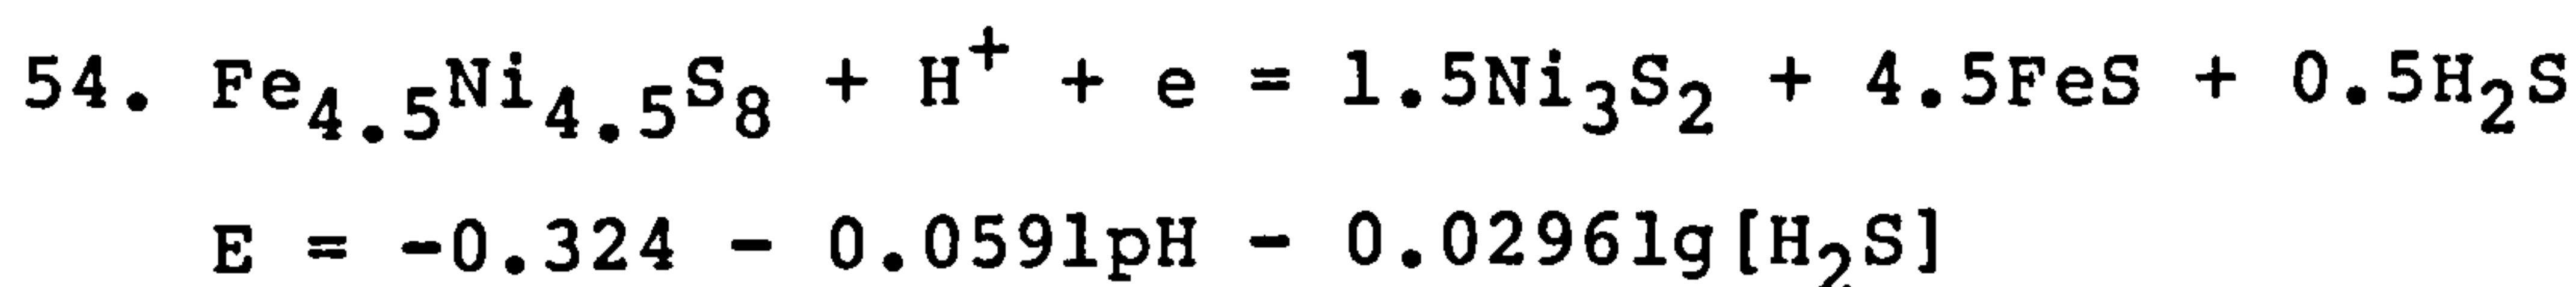 54. Fe4.5Ni4.5S8 + H+ + e = 1.5Ni3S2 + 4.5FeS + 0.5H2S
E = -0.324 - 0.0591pH - 0.0296lg[H2S]